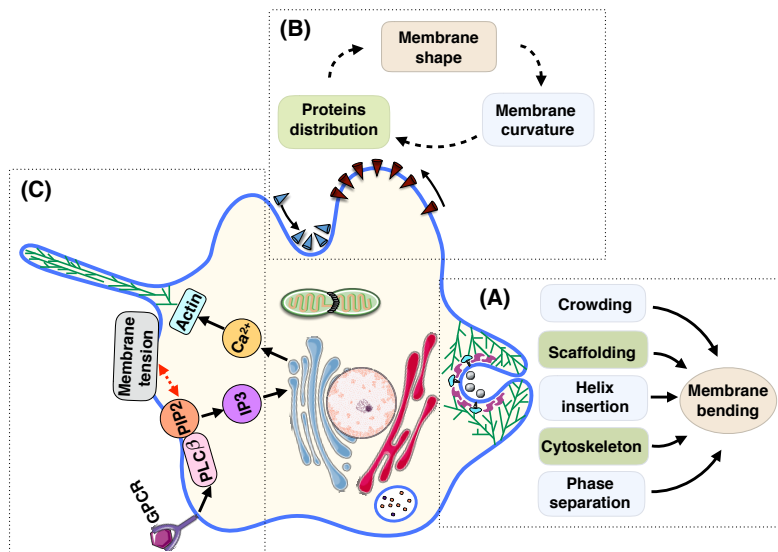 (B)
Membrane
shape
Proteins
distribution
Membrane
curvature
(C)
Actin
Ca2+
Membrane
tension
PIP2
IP3
PLCβ
GPCR
(A)
Crowding
Scaffolding
Helix
insertion
Cytoskeleton
Phase
separation
Membrane
bending